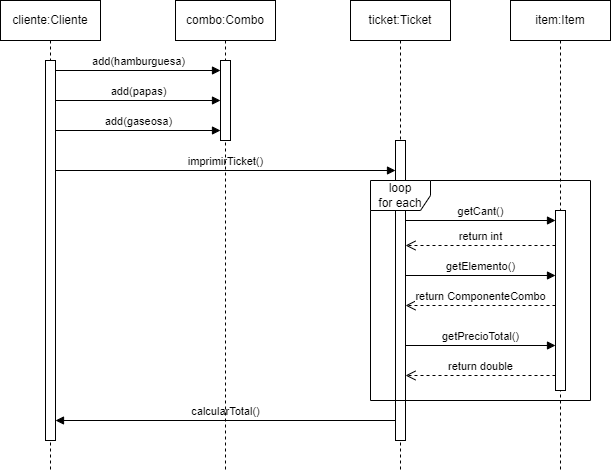 cliente:Cliente
combo:Combo
ticket:Ticket
item:Item
add(hamburguesa)
add(papas)
add(gaseosa)
imprimirTicket()
loop
for each
getCant()
return int
getElemento()
return ComponenteCombo
getPrecioTotal()
return double
calcularTotal()